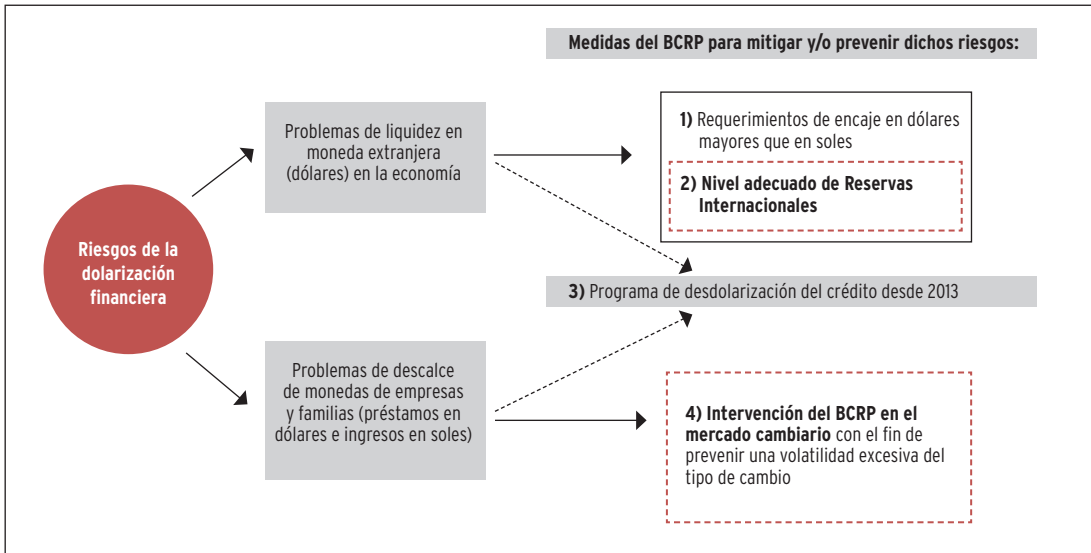 Medidas del BCRP para mitigar y/o prevenir dichos riesgos:
Riesgos de la
dolarización
financiera
Problemas de liquidez en
moneda extranjera
(dólares) en la economía
1) Requerimientos de encaje en dólares
mayores que en soles
2) Nivel adecuado de Reservas
Internacionales
3) Programa de desdolarización del crédito desde 2013
Problemas de descalce
de monedas de empresas
y familias (préstamos en
dólares e ingresos en soles)
4) Intervención del BCRP en el
mercado cambiario con el fin de
prevenir una volatilidad excesiva del
tipo de cambio